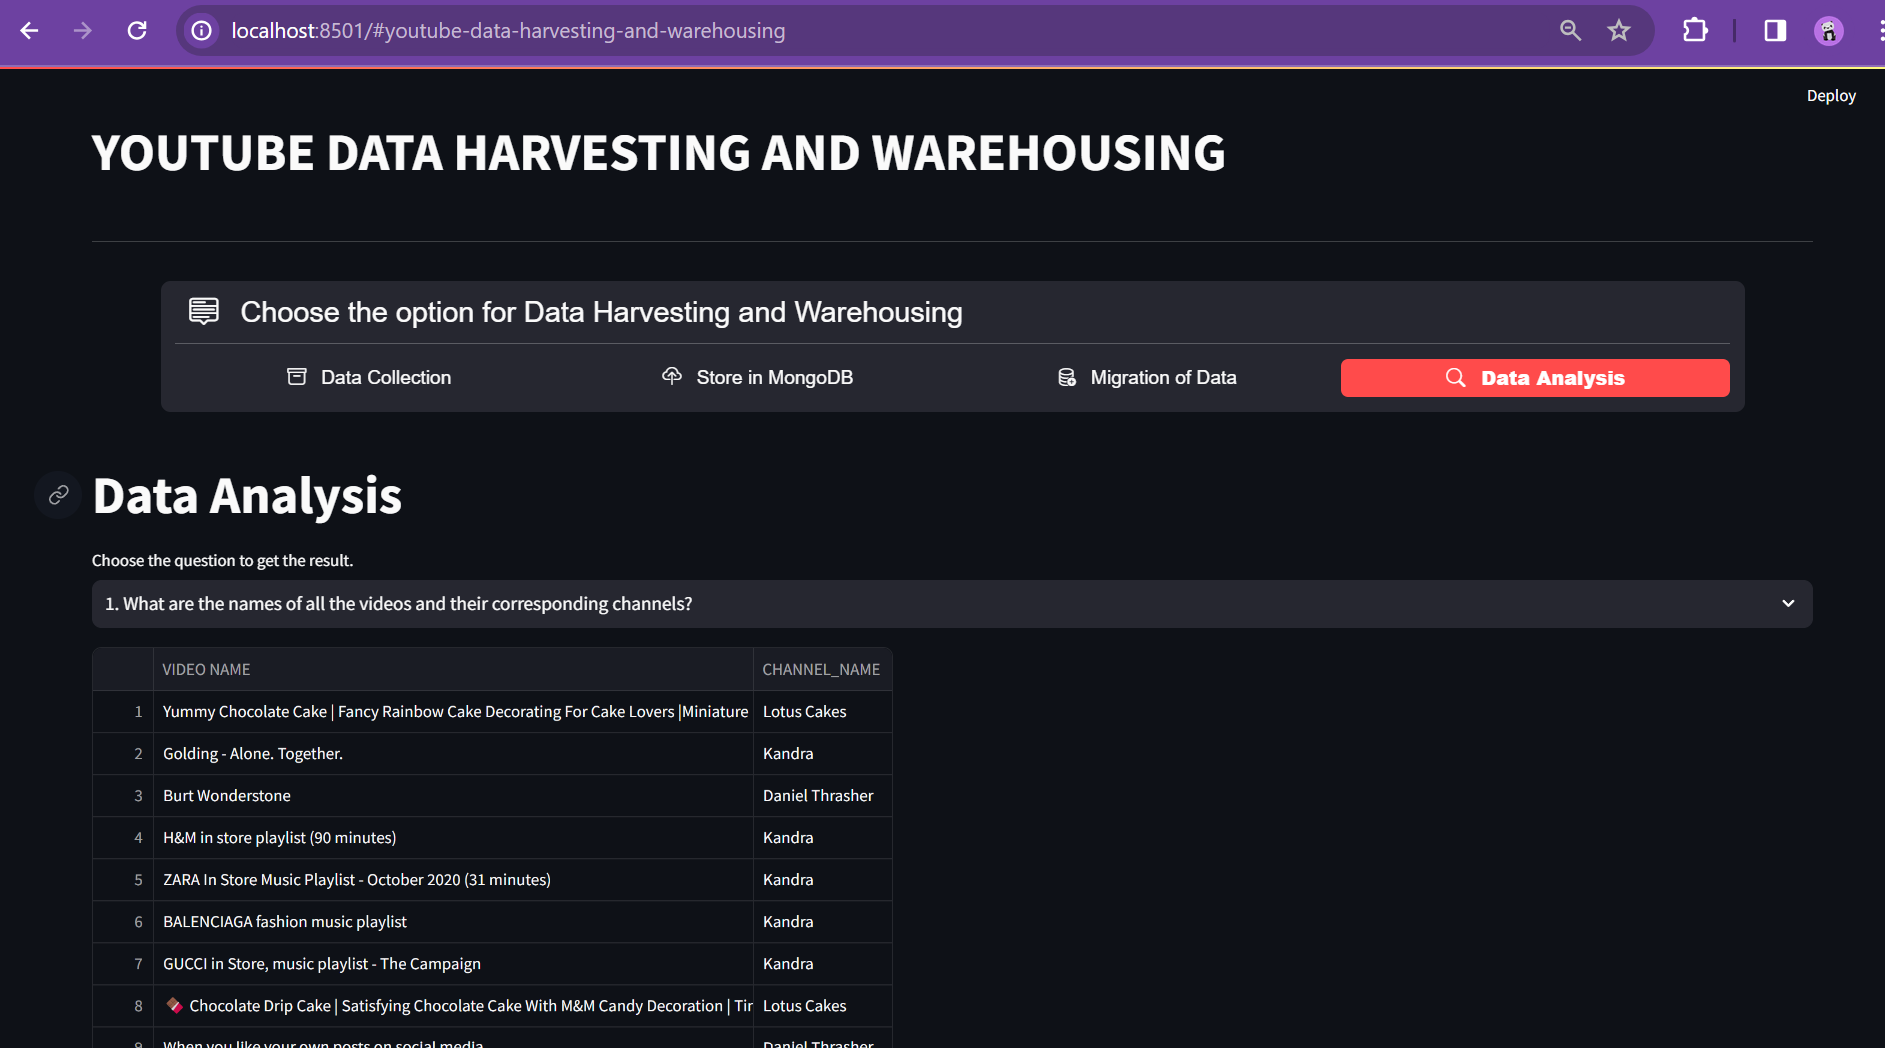 localhost:8501/#youtube-data-harvesting-and-warehousing
Deploy
YOUTUBE DATA HARVESTING AND WAREHOUSING
Choose the option for Data Harvesting and Warehousing
Data Collection Store in MongoDB Migration of Data Data Analysis
Data Analysis
Choose the question to get the result.
1. What are the names of all the videos and their corresponding channels?
VIDEO NAME CHANNEL_NAME
1 Yummy Chocolate Cake | Fancy Rainbow Cake Decorating For Cake Lovers |Miniature Lotus Cakes
2 Golding - Alone. Together. Kandra
3 Burt Wonderstone Daniel Thrasher
4 H&M in store playlist (90 minutes) Kandra
5 ZARA In Store Music Playlist - October 2020 (31 minutes) Kandra
6 BALENCIAGA fashion music playlist Kandra
7 GUCCI in Store, music playlist - The Campaign Kandra
8 🍫 Chocolate Drip Cake | Satisfying Chocolate Cake With M&M Candy Decoration | Tir Lotus Cakes
9 When you like your own posts on social media Daniel Thrasher